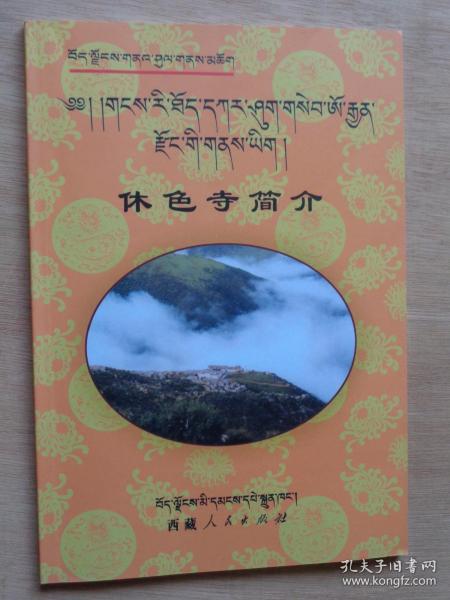 བོད་ལྗོངས་གནའ་ཤུལ་གནས་མཆོག
༄༅། །གངས་རི་ཐོད་དཀར་ཤུག་གསེབ་ཨོ་རྒྱན་
རྫོང་གི་གནས་ཡིག །
休色寺简介
བོད་ལྗོངས་མི་དམངས་དཔེ་སྐྲུན་ཁང་།
西藏人民出版社
孔夫子旧书网
www.kongfz.com